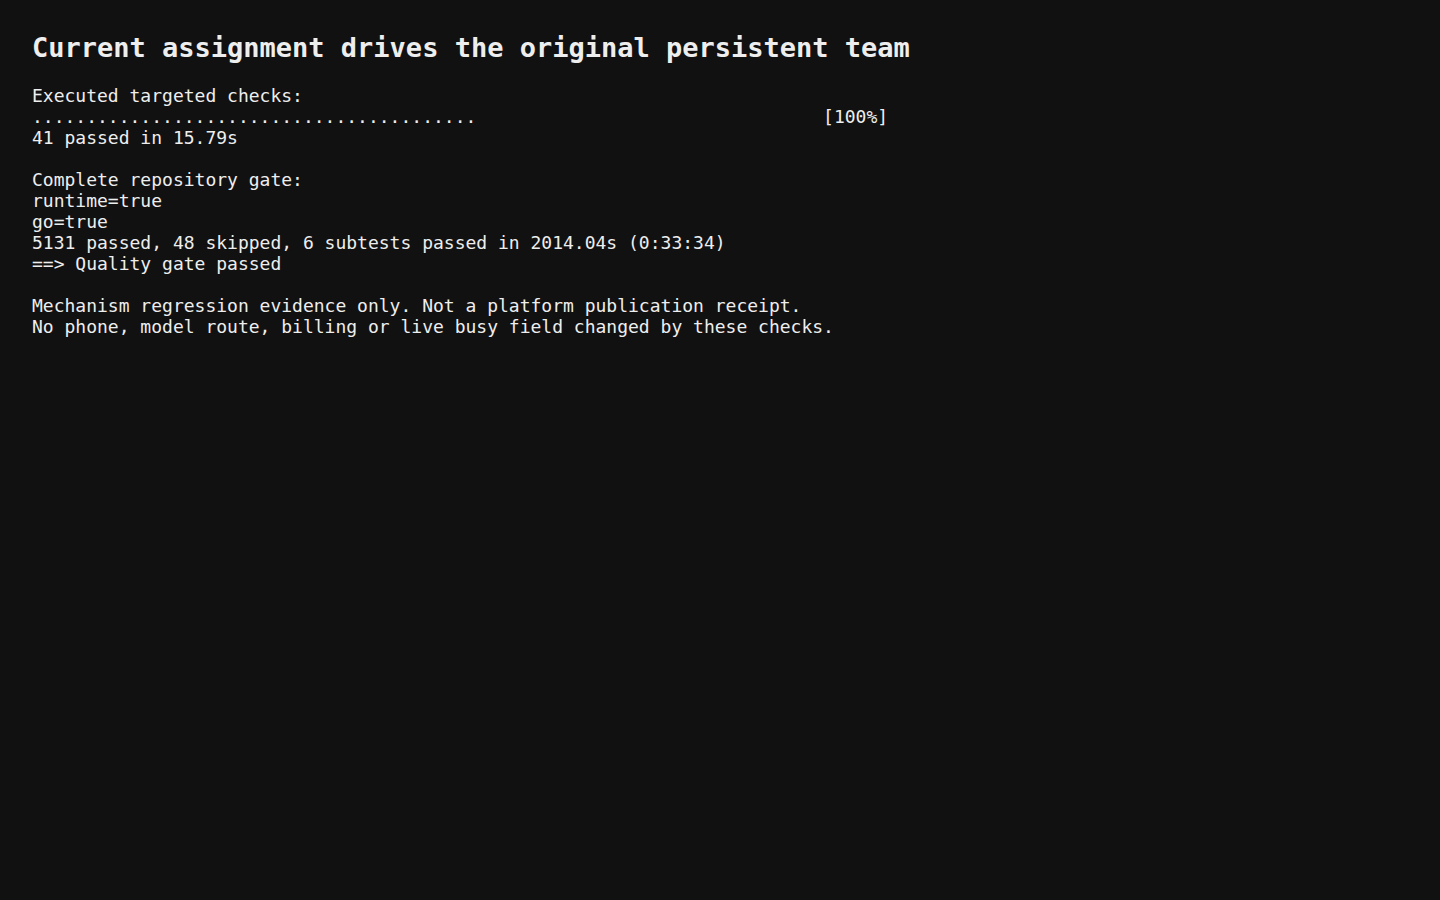 Current assignment drives the original persistent team
Executed targeted checks:
......................................... [100%]
41 passed in 15.79s
Complete repository gate:
runtime=true
go=true
5131 passed, 48 skipped, 6 subtests passed in 2014.04s (0:33:34)
==> Quality gate passed
Mechanism regression evidence only. Not a platform publication receipt.
No phone, model route, billing or live busy field changed by these checks.